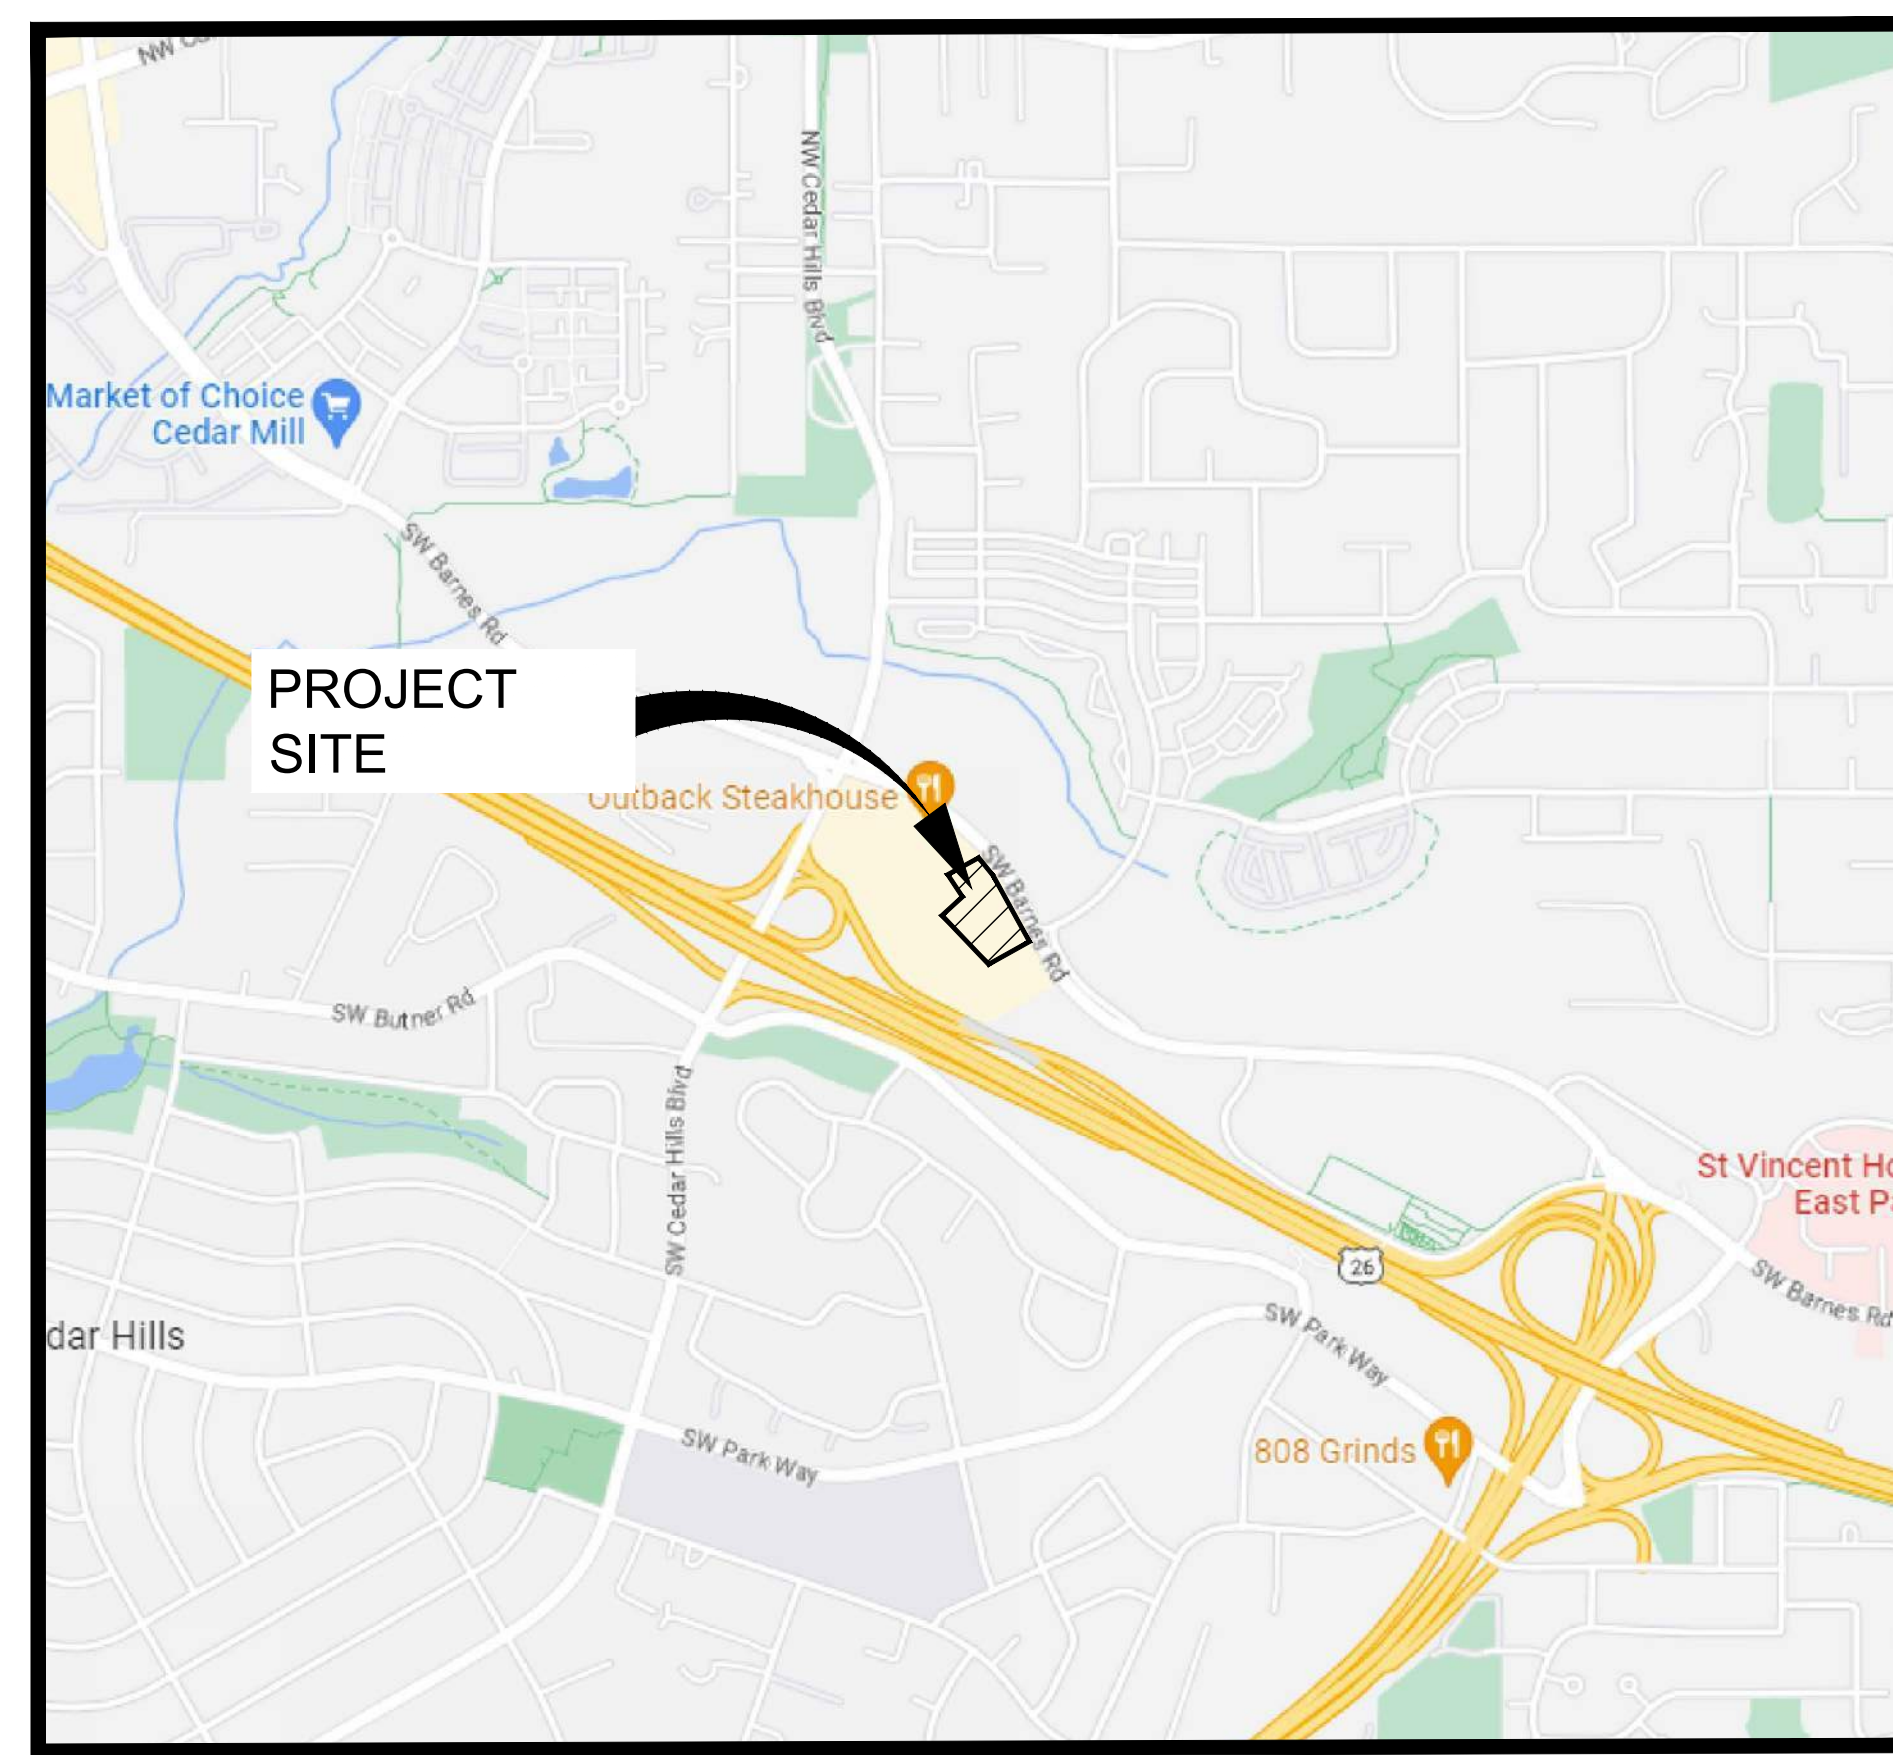 NW Cedar Hills Blvd
Market of Choice
Cedar Mill
SW Barnes Rd
PROJECT
SITE
Outback Steakhouse
SW Barnes Rd
SW Butner Rd
SW Cedar Hills Blvd
St Vincent Ho
East Pa
26
SW Barnes Rd
SW Park Way
dar Hills
SW Park Way
808 Grinds